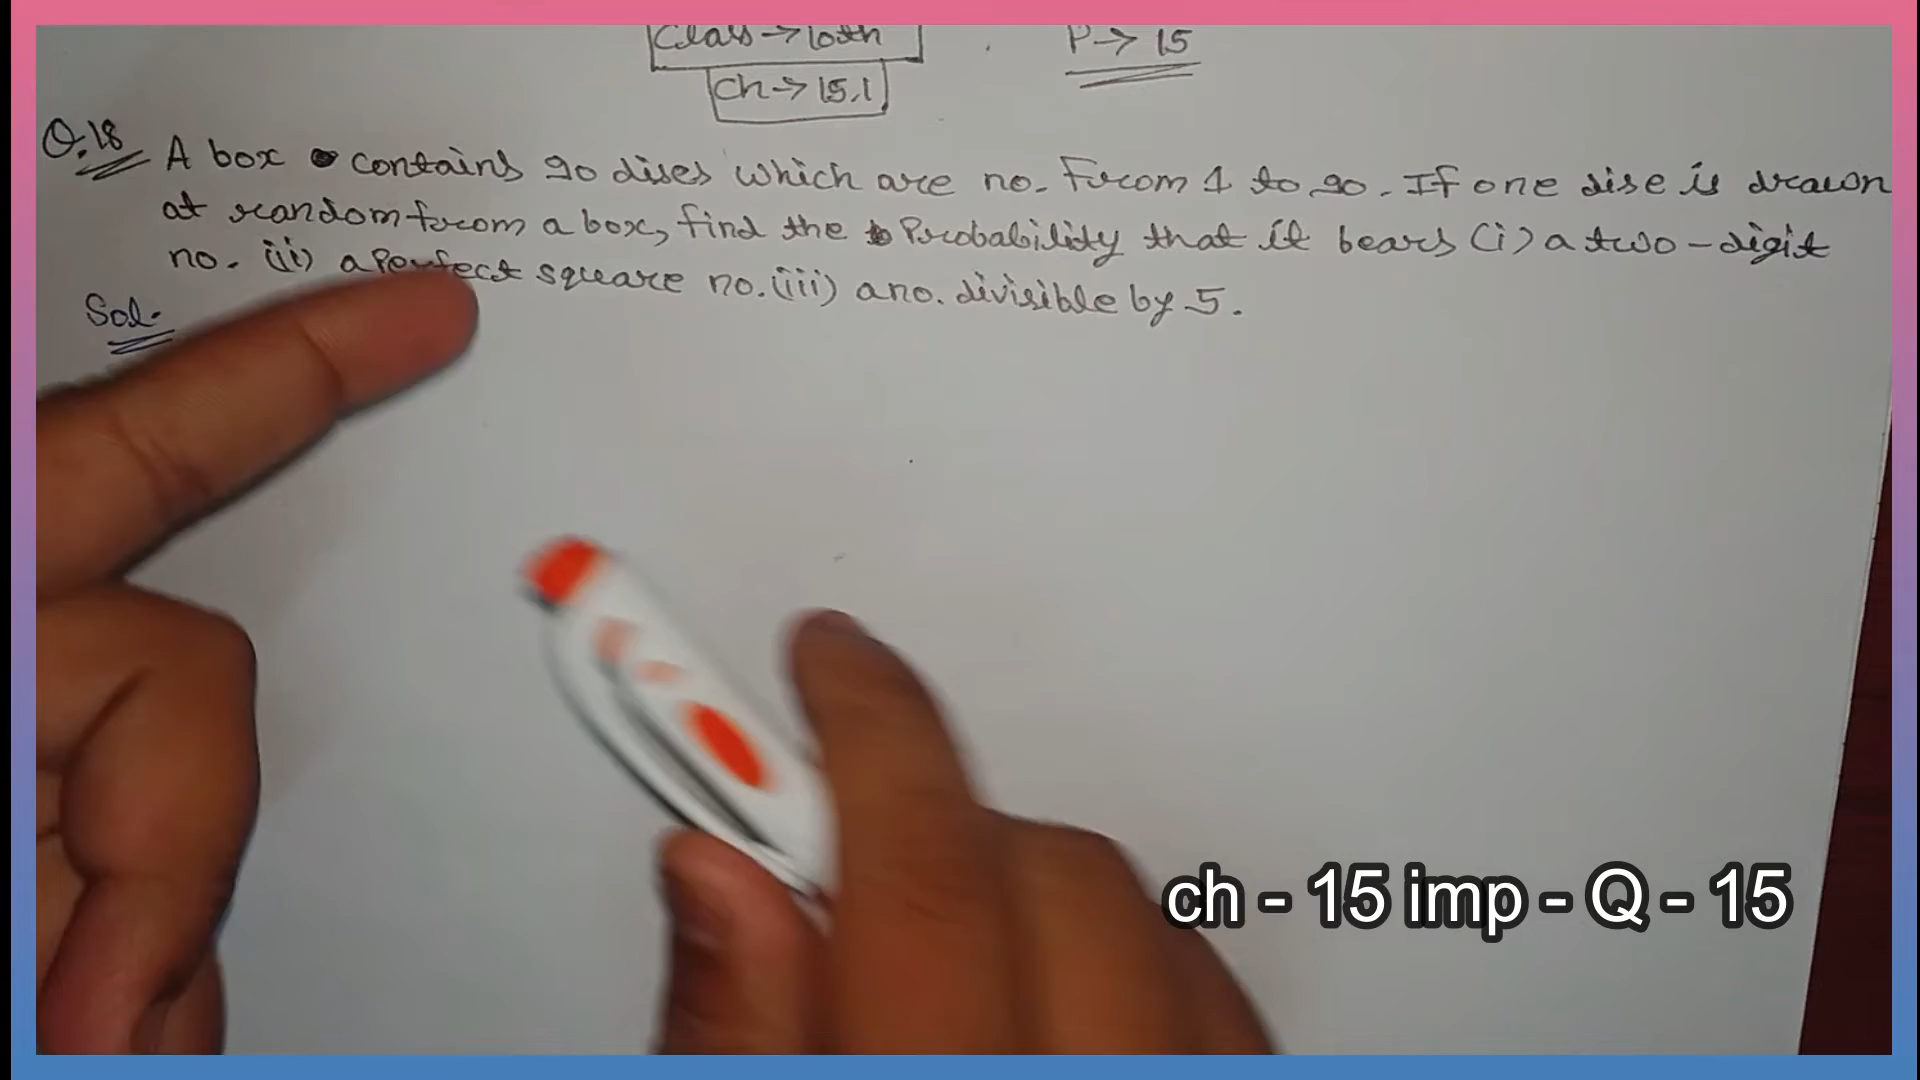 Class → 10th
P → 15
Ch → 15.1
Q.18 A box contains 90 dises which are no. From 1 to 90. If one dise is drawn
at random from a box, find the Probability that it bears (i) a two-digit
no. (ii) a Perfect square no. (iii) a no. divisible by 5.
Sol.
ch - 15 imp - Q - 15